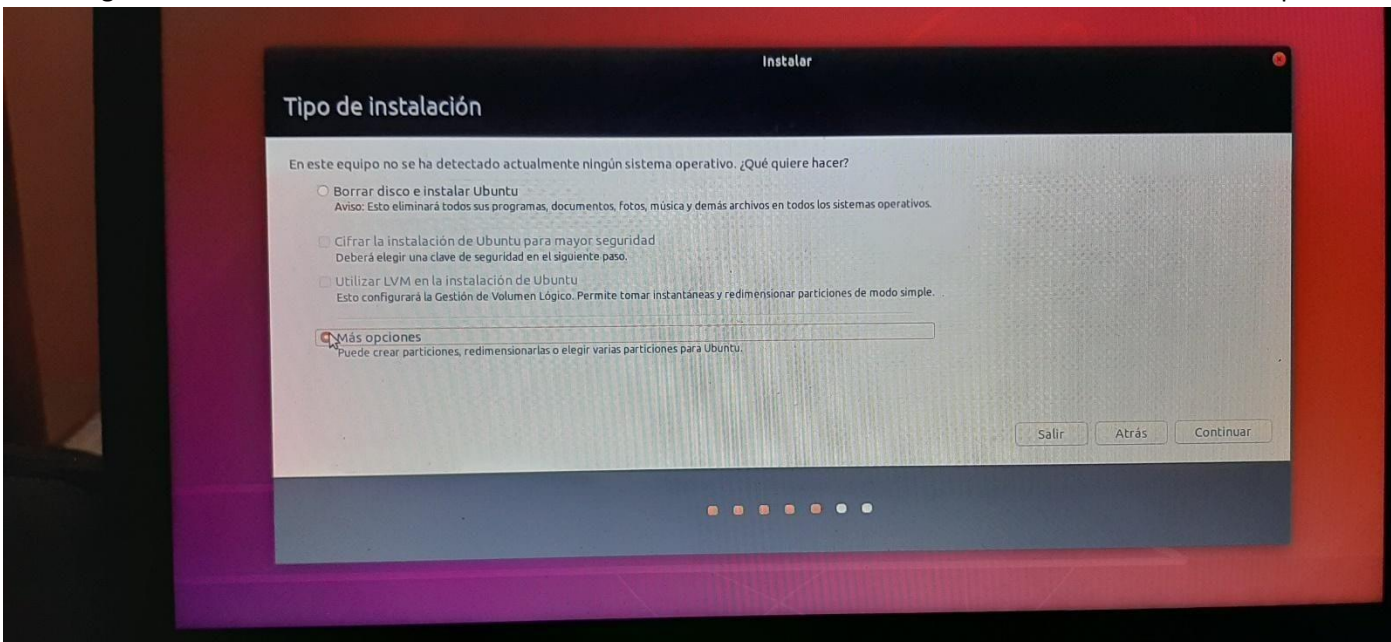 Instalar
Tipo de instalación
En este equipo no se ha detectado actualmente ningún sistema operativo. ¿Qué quiere hacer?
Borrar disco e instalar Ubuntu
Aviso: Esto eliminará todos sus programas, documentos, fotos, música y demás archivos en todos los sistemas operativos.
Cifrar la instalación de Ubuntu para mayor seguridad
Deberá elegir una clave de seguridad en el siguiente paso.
Utilizar LVM en la instalación de Ubuntu
Esto configurará la Gestión de Volumen Lógico. Permite tomar instantáneas y redimensionar particiones de modo simple.
Más opciones
Puede crear particiones, redimensionarlas o elegir varias particiones para Ubuntu.
Salir Atrás Continuar